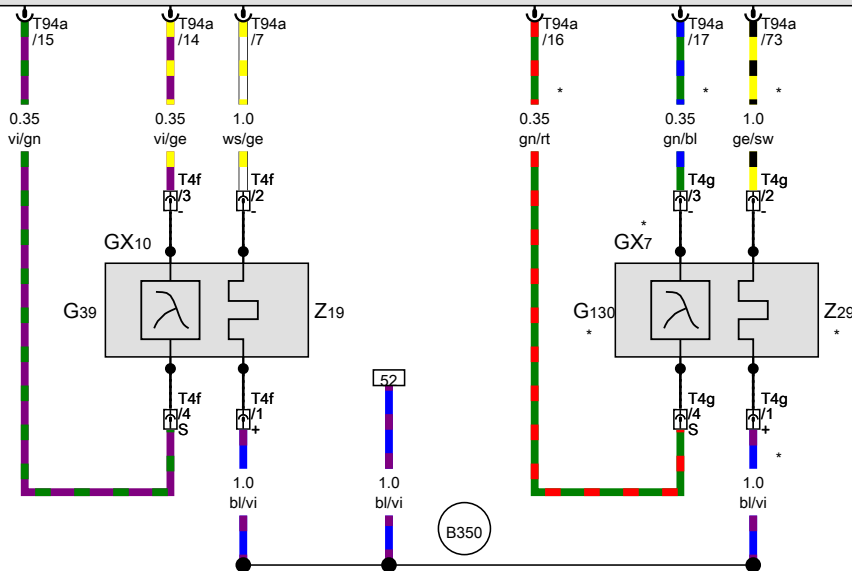 T94a
/15
T94a
/14
T94a
/7
T94a
/16
T94a
/17
T94a
/73
*
*
*
0.35
vi/gn
0.35
vi/ge
1.0
ws/ge
0.35
gn/rt
0.35
gn/bl
1.0
ge/sw
T4f
/3
-
T4f
/2
-
T4g
/3
-
T4g
/2
-
GX10
*
GX7
G39
Z19
G130
*
Z29
*
52
T4f
/4
S
T4f
/1
+
T4g
/4
S
T4g
/1
+
*
1.0
bl/vi
1.0
bl/vi
1.0
bl/vi
B350